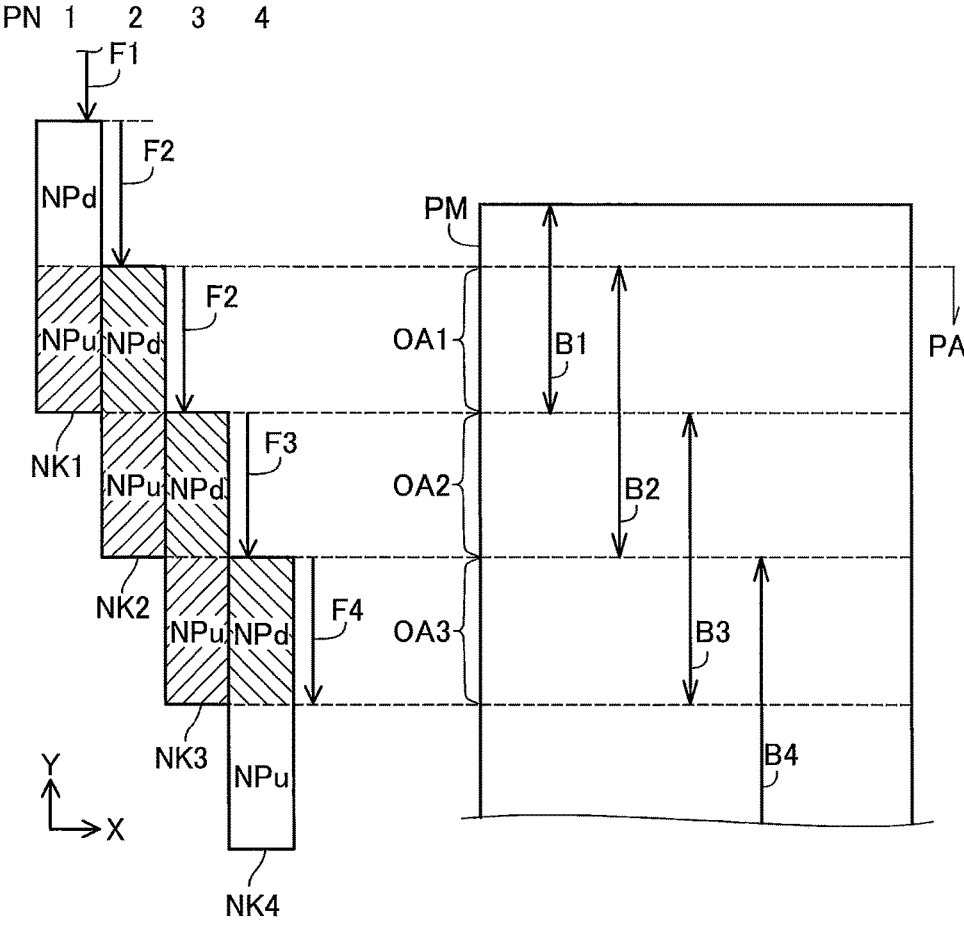 PN 1 2 3 4
F1
F2
NPd
PM
F2
NPu NPd
OA1
B1
PA
F3
NK1
NPu NPd
OA2
B2
NK2
F4
NPu NPd
OA3
B3
NK3
B4
Y
NPu
X
NK4